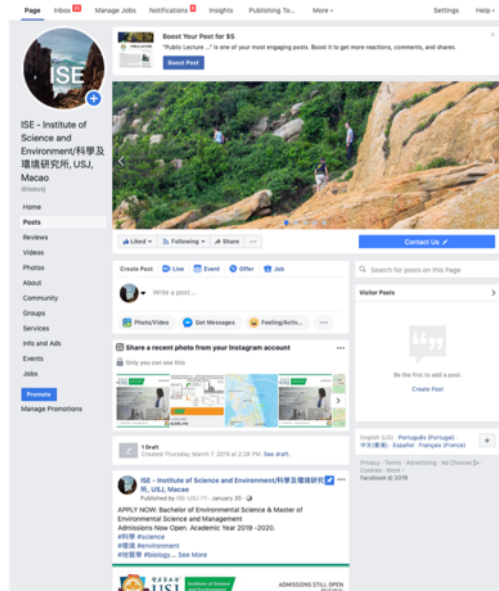 Page Inbox Manage Jobs Notifications Insights Publishing To... More Settings Help
Boost Your Post for $5
"Public Lecture ..." is one of your most engaging posts. Boost it to get more reactions, comments, and shares.
Boost Post
ISE
ISE - Institute of
Science and
Environment/科學及
環境研究所, USJ,
Macao
Home
Posts
Reviews
Videos
Photos
About
Community
Groups
Services
Info and Ads
Events
Jobs
Promote
Manage Promotions
Liked Following Share
Contact Us
Create Post Live Event Offer Job
Write a post...
Photo/Video Get Messages Feeling/Activ...
Share a recent photo from your Instagram account
Only you can see this
1 Draft
Created Thursday, March 7, 2019 at 2:28 PM. See draft.
ISE - Institute of Science and Environment/科學及環境研究
所, USJ, Macao
Published by ISE-USJ [?] · January 20
APPLY NOW: Bachelor of Environmental Science & Master of
Environmental Science and Management
Admissions Now Open. Academic Year 2019 -2020.
#科學 #science
#環境 #environment
#地質學 #biology... See More
USJ
Institute of Science
and Environment
ADMISSIONS STILL OPEN
Search for posts on this Page
Visitor Posts
Be the first to add a post.
Create Post
English (US) · Português (Portugal) ·
中文(香港) · Español · Français (France)
Privacy · Terms · Advertising · Ad Choices ·
Cookies · More
Facebook © 2019